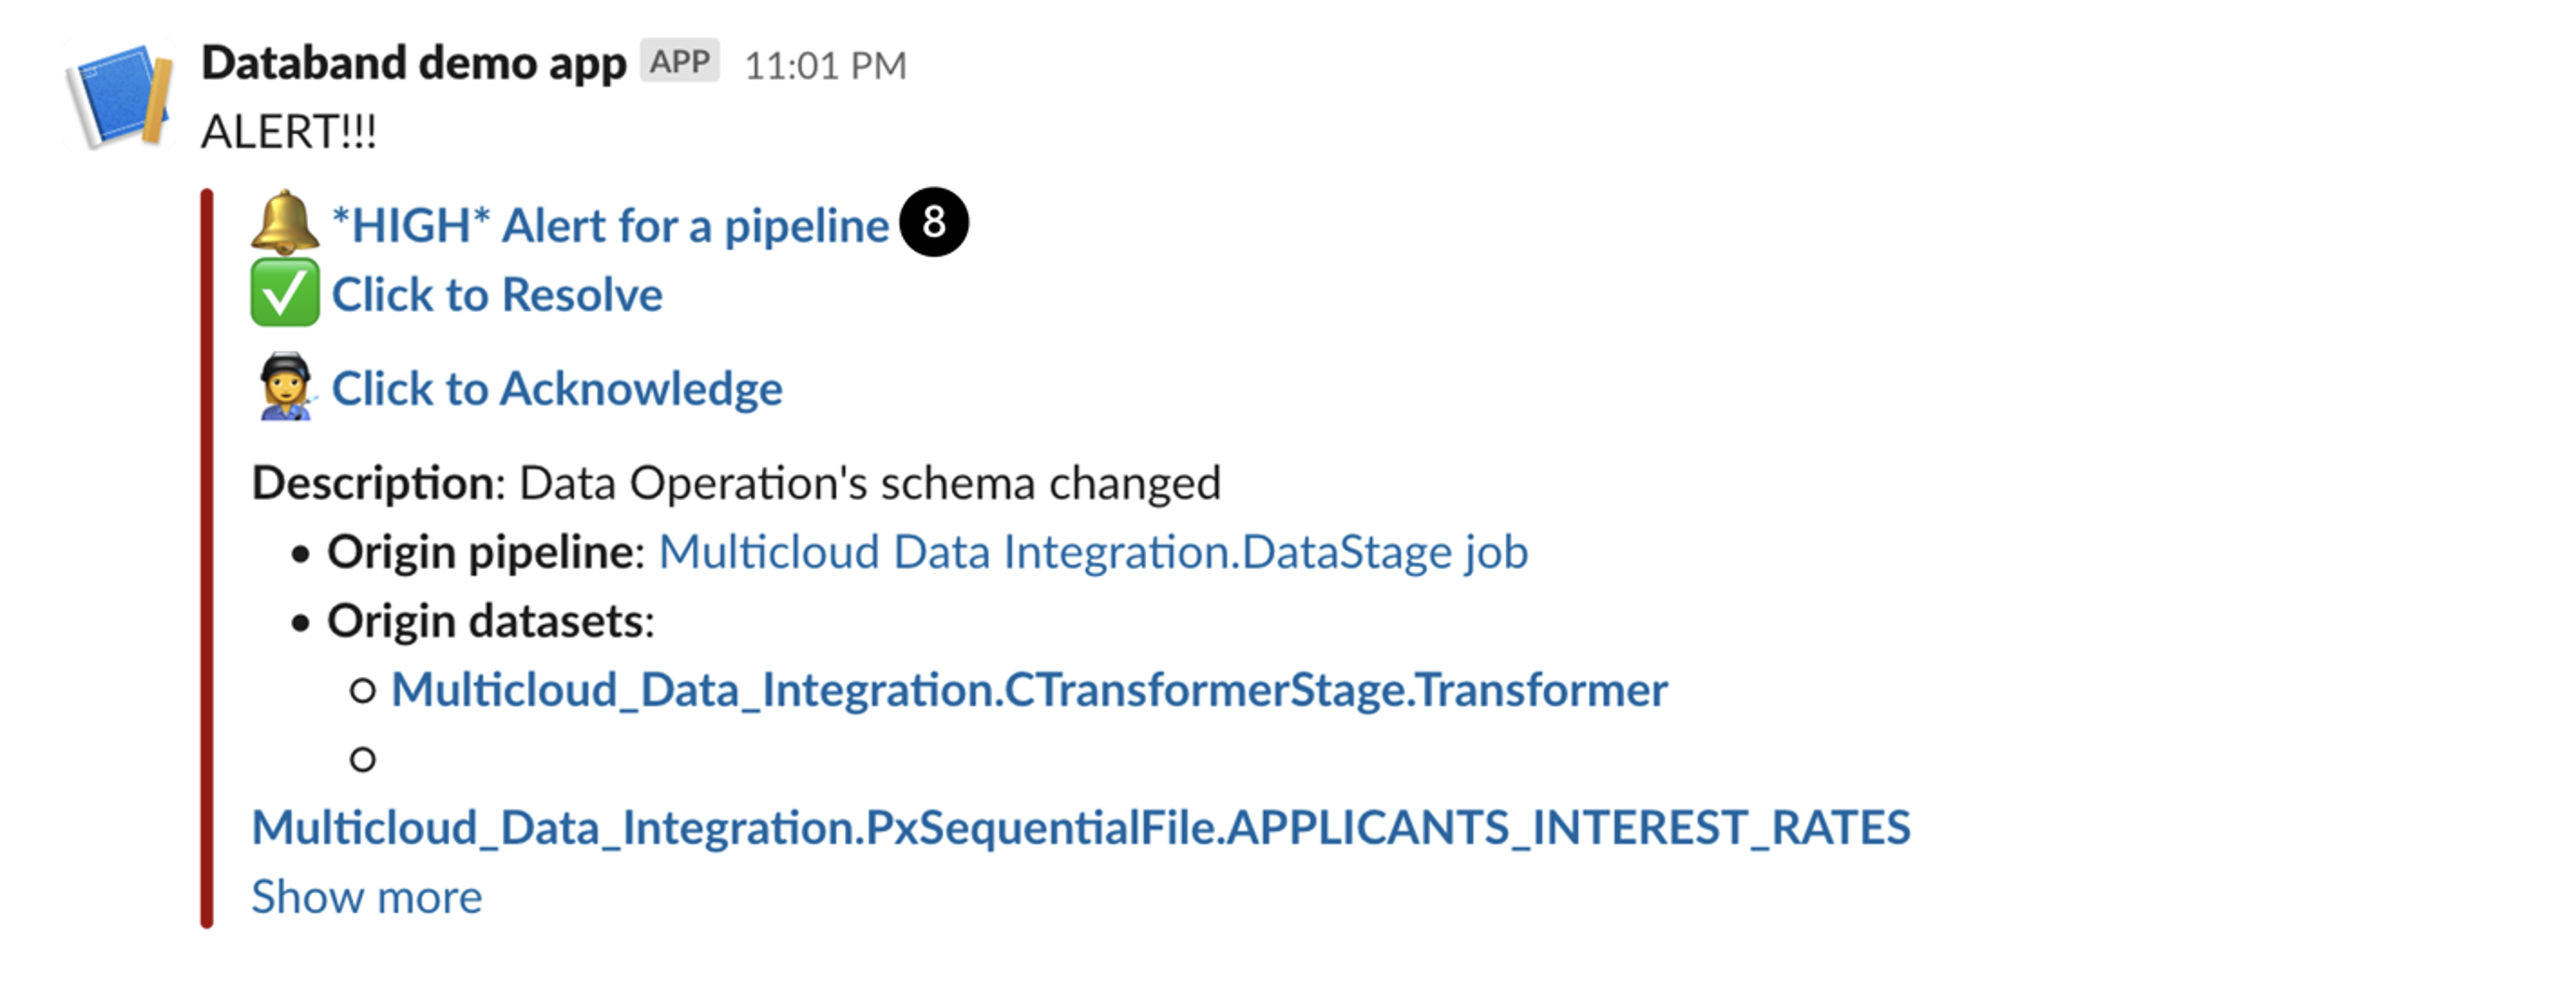 Databand demo app APP 11:01 PM
ALERT!!!
*HIGH* Alert for a pipeline 8
Click to Resolve
Click to Acknowledge
Description: Data Operation's schema changed
• Origin pipeline: Multicloud Data Integration.DataStage job
• Origin datasets:
○ Multicloud_Data_Integration.CTransformerStage.Transformer
○
Multicloud_Data_Integration.PxSequentialFile.APPLICANTS_INTEREST_RATES
Show more